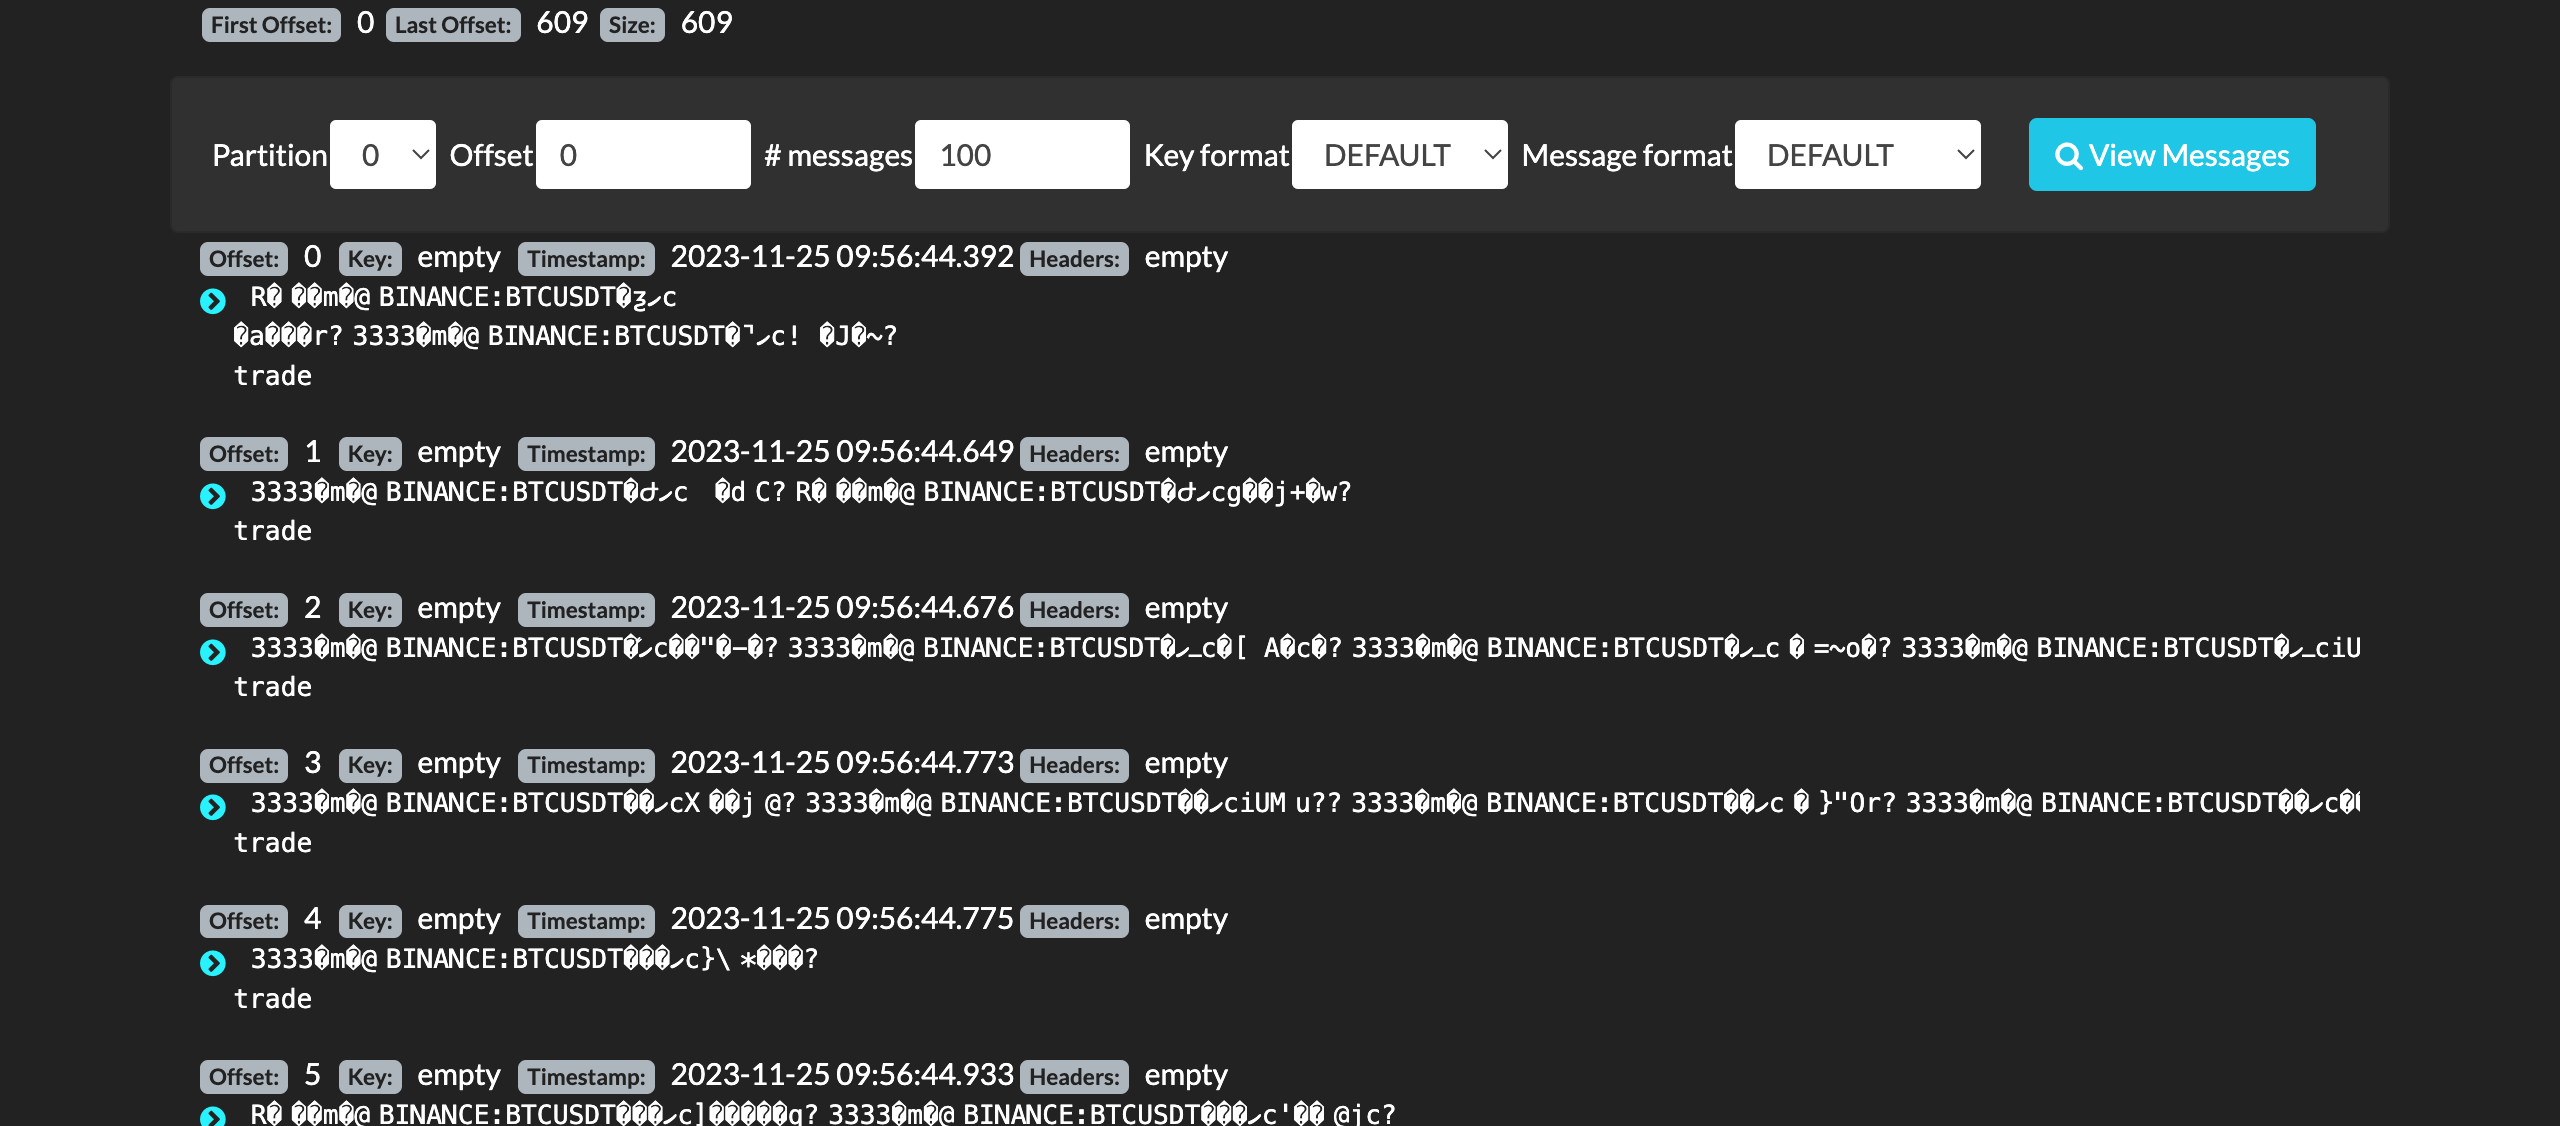 First Offset: 0 Last Offset: 609 Size: 609
Partition 0 Offset 0 # messages 100 Key format DEFAULT Message format DEFAULT View Messages
Offset: 0 Key: empty Timestamp: 2023-11-25 09:56:44.392 Headers: empty
R� ��m�@ BINANCE:BTCUSDT�
�a���r? 3333�m�@ BINANCE:BTCUSDT� �J�~?
trade
Offset: 1 Key: empty Timestamp: 2023-11-25 09:56:44.649 Headers: empty
3333�m�@ BINANCE:BTCUSDT� �d C? R� ��m�@ BINANCE:BTCUSDT�
trade
Offset: 2 Key: empty Timestamp: 2023-11-25 09:56:44.676 Headers: empty
3333�m�@ BINANCE:BTCUSDT� 3333�m�@ BINANCE:BTCUSDT� A�c�? 3333�m�@ BINANCE:BTCUSDT� � =~o�? 3333�m�@ BINANCE:BTCUSDT�
trade
Offset: 3 Key: empty Timestamp: 2023-11-25 09:56:44.773 Headers: empty
3333�m�@ BINANCE:BTCUSDT�� ��j @? 3333�m�@ BINANCE:BTCUSDT�� u?? 3333�m�@ BINANCE:BTCUSDT�� � }"Or? 3333�m�@ BINANCE:BTCUSDT��
trade
Offset: 4 Key: empty Timestamp: 2023-11-25 09:56:44.775 Headers: empty
3333�m�@ BINANCE:BTCUSDT��� *���?
trade
Offset: 5 Key: empty Timestamp: 2023-11-25 09:56:44.933 Headers: empty
R� ��m�@ BINANCE:BTCUSDT��� 3333�m�@ BINANCE:BTCUSDT��� @jc?